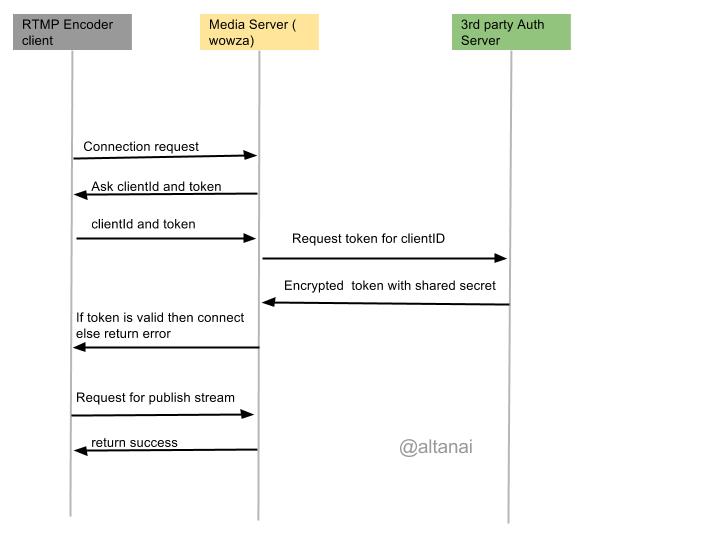 RTMP Encoder
client
Media Server (
wowza)
3rd party Auth
Server
Connection request
Ask clientId and token
clientId and token
Request token for clientID
Encrypted  token with shared secret
If token is valid then connect
else return error
Request for publish stream
return success
@altanai